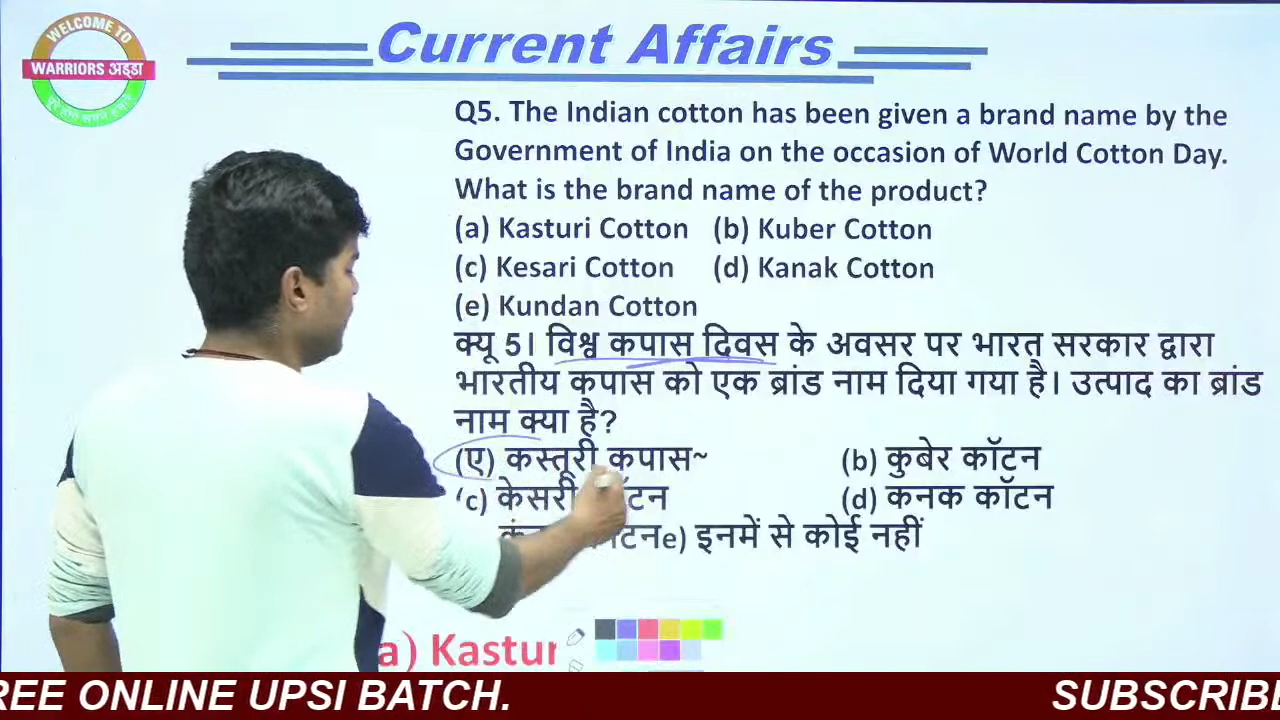 WELCOME TO
WARRIORS अड्डा
Current Affairs
Q5. The Indian cotton has been given a brand name by the
Government of India on the occasion of World Cotton Day.
What is the brand name of the product?
(a) Kasturi Cotton (b) Kuber Cotton
(c) Kesari Cotton (d) Kanak Cotton
(e) Kundan Cotton
क्यू 5। विश्व कपास दिवस के अवसर पर भारत सरकार द्वारा
भारतीय कपास को एक ब्रांड नाम दिया गया है। उत्पाद का ब्रांड
नाम क्या है?
(ए) कस्तूरी कपास~ (b) कुबेर कॉटन
c) केसरी कॉटन (d) कनक कॉटन
e) इनमें से कोई नहीं
a) Kastur
REE ONLINE UPSI BATCH. SUBSCRIBE